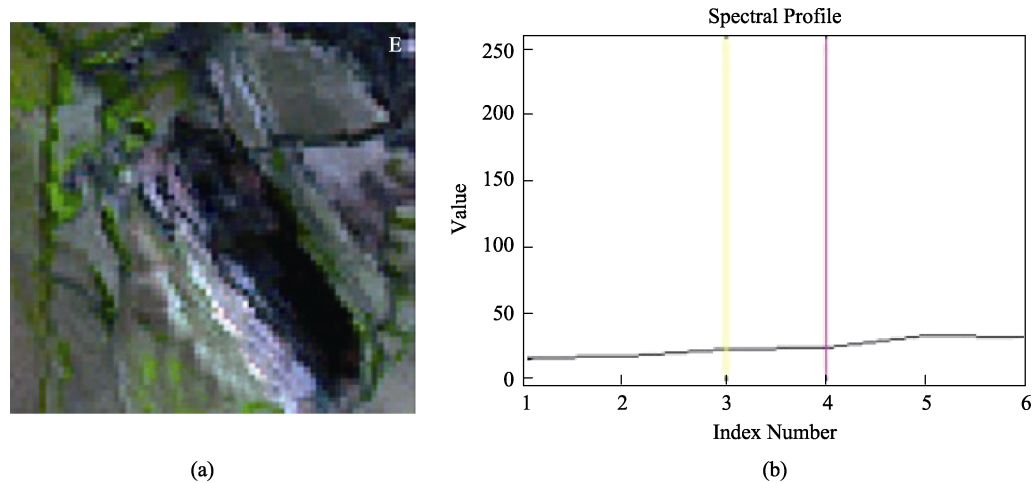 E
Spectral Profile
250
200
150
100
50
0
Value
1 2 3 4 5 6
Index Number
(a)
(b)